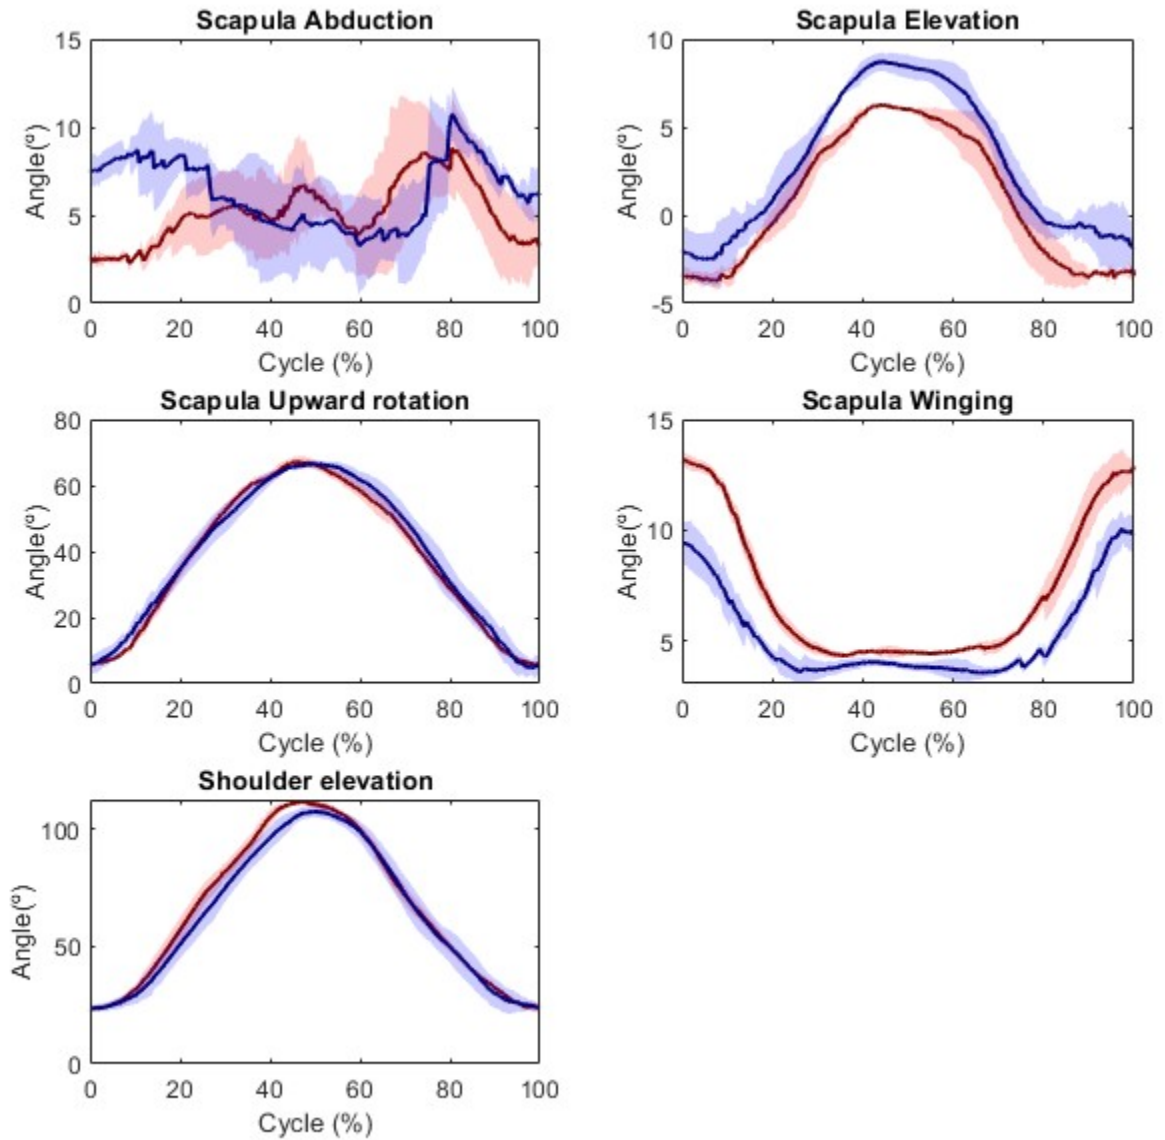 Scapula Abduction
15
10
5
0
Angle(º)
0 20 40 60 80 100
Cycle (%)
Scapula Elevation
10
5
0
-5
Angle(º)
0 20 40 60 80 100
Cycle (%)
Scapula Upward rotation
80
60
40
20
0
Angle(º)
0 20 40 60 80 100
Cycle (%)
Scapula Winging
15
10
5
Angle(º)
0 20 40 60 80 100
Cycle (%)
Shoulder elevation
100
50
0
Angle(º)
0 20 40 60 80 100
Cycle (%)